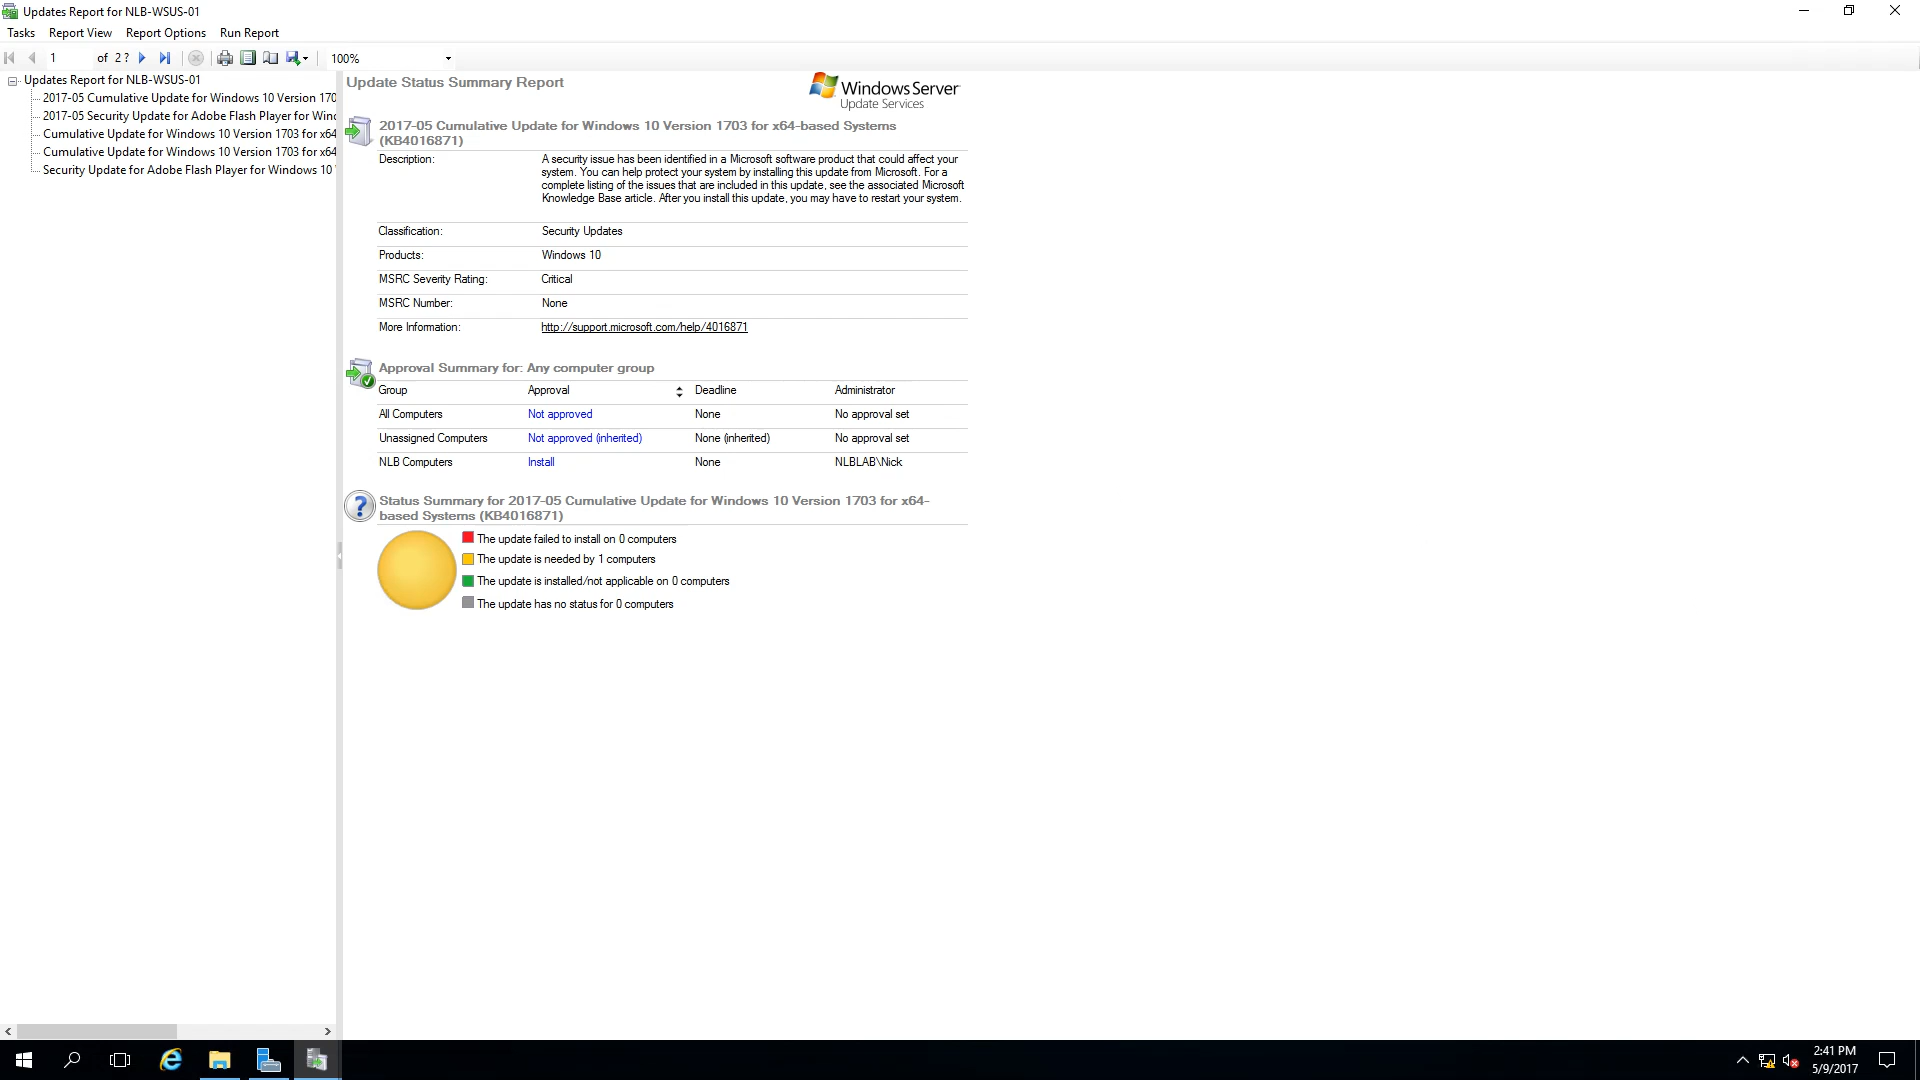 Updates Report for NLB-WSUS-01
Tasks Report View Report Options Run Report
1 of 2 ? 100%
Updates Report for NLB-WSUS-01
2017-05 Cumulative Update for Windows 10 Version 170
2017-05 Security Update for Adobe Flash Player for Wind
Cumulative Update for Windows 10 Version 1703 for x64
Cumulative Update for Windows 10 Version 1703 for x64
Security Update for Adobe Flash Player for Windows 10
Update Status Summary Report
Windows Server
Update Services
2017-05 Cumulative Update for Windows 10 Version 1703 for x64-based Systems
(KB4016871)
Description: A security issue has been identified in a Microsoft software product that could affect your
system. You can help protect your system by installing this update from Microsoft. For a
complete listing of the issues that are included in this update, see the associated Microsoft
Knowledge Base article. After you install this update, you may have to restart your system.
Classification: Security Updates
Products: Windows 10
MSRC Severity Rating: Critical
MSRC Number: None
More Information: http://support.microsoft.com/help/4016871
Approval Summary for: Any computer group
Group Approval Deadline Administrator
All Computers Not approved None No approval set
Unassigned Computers Not approved (inherited) None (inherited) No approval set
NLB Computers Install None NLBLAB\Nick
Status Summary for 2017-05 Cumulative Update for Windows 10 Version 1703 for x64-
based Systems (KB4016871)
The update failed to install on 0 computers
The update is needed by 1 computers
The update is installed/not applicable on 0 computers
The update has no status for 0 computers
2:41 PM
5/9/2017